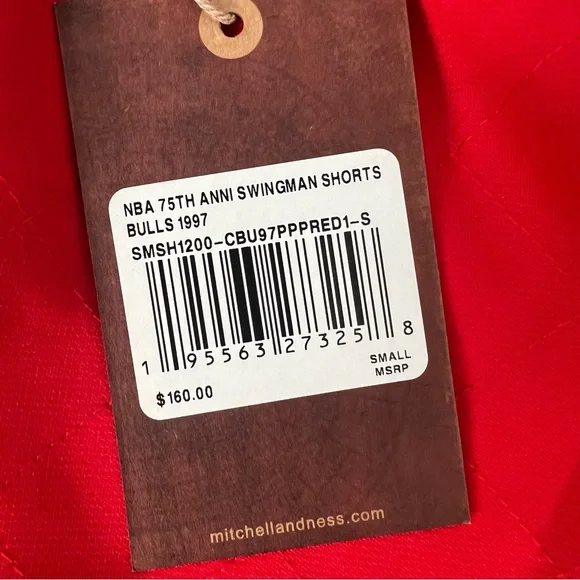 NBA 75TH ANNI SWINGMAN SHORTS
BULLS 1997
SMSH1200-CBU97PPPRED1-S
1 95563 27325 8
SMALL
$160.00 MSRP
mitchellandness.com